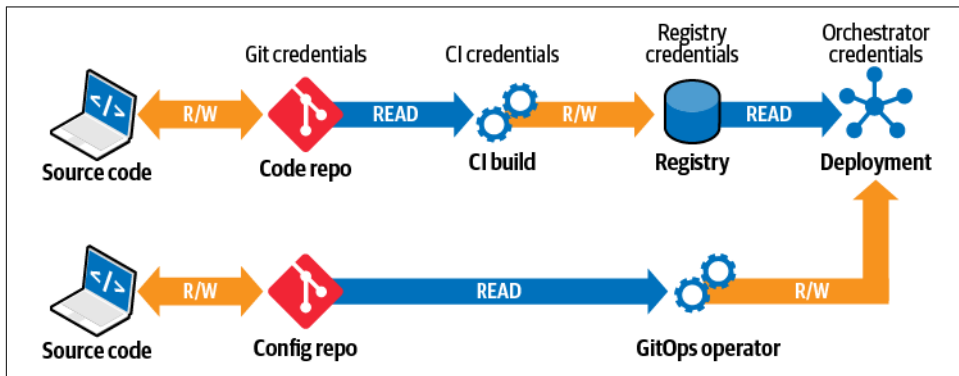 Git credentials
CI credentials
Registry
credentials
Orchestrator
credentials
</>
R/W
READ
R/W
READ
Source code
Code repo
CI build
Registry
Deployment
</>
R/W
READ
R/W
Source code
Config repo
GitOps operator